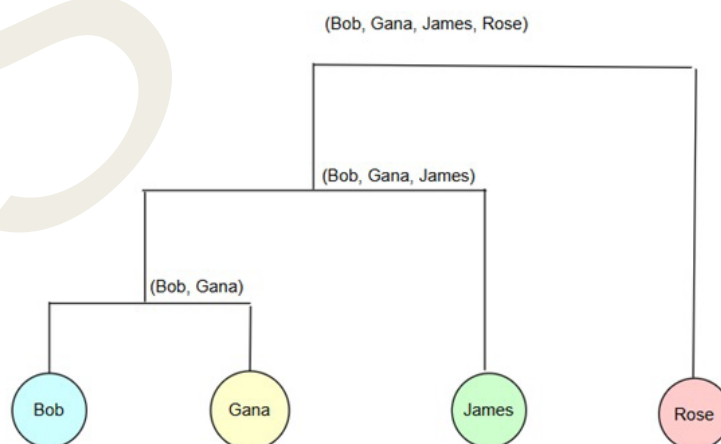 (Bob, Gana, James, Rose)
(Bob, Gana, James)
(Bob, Gana)
Bob
Gana
James
Rose